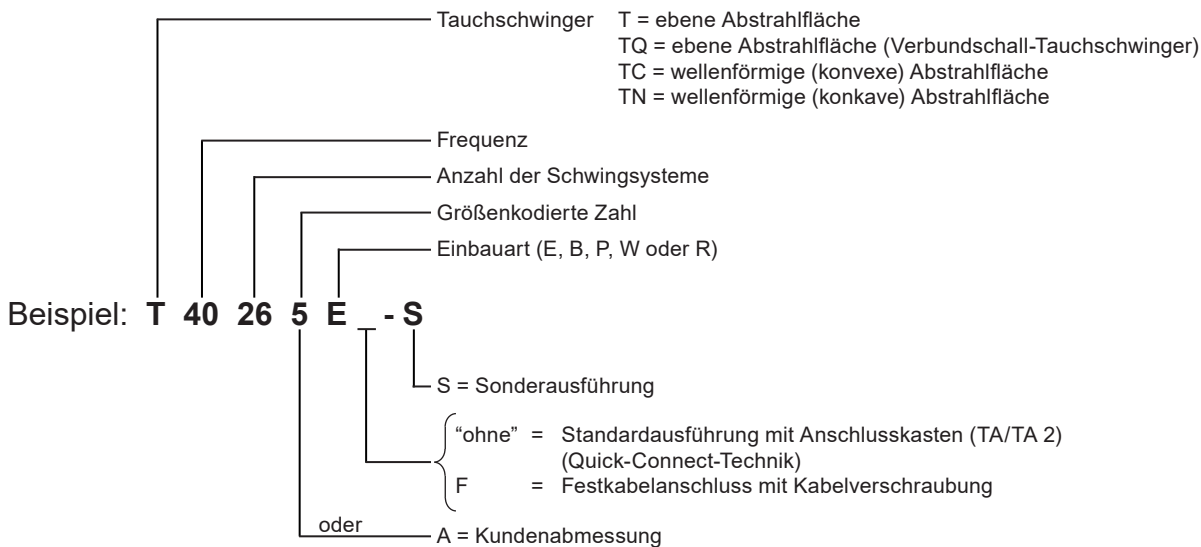 Tauchschwinger T = ebene Abstrahlfläche
TQ = ebene Abstrahlfläche (Verbundschall-Tauchschwinger)
TC = wellenförmige (konvexe) Abstrahlfläche
TN = wellenförmige (konkave) Abstrahlfläche
Frequenz
Anzahl der Schwingsysteme
Größenkodierte Zahl
Einbauart (E, B, P, W oder R)
Beispiel: T 40 26 5 E _ - S
S = Sonderausführung
“ohne” = Standardausführung mit Anschlusskasten (TA/TA 2)
(Quick-Connect-Technik)
F = Festkabelanschluss mit Kabelverschraubung
oder A = Kundenabmessung